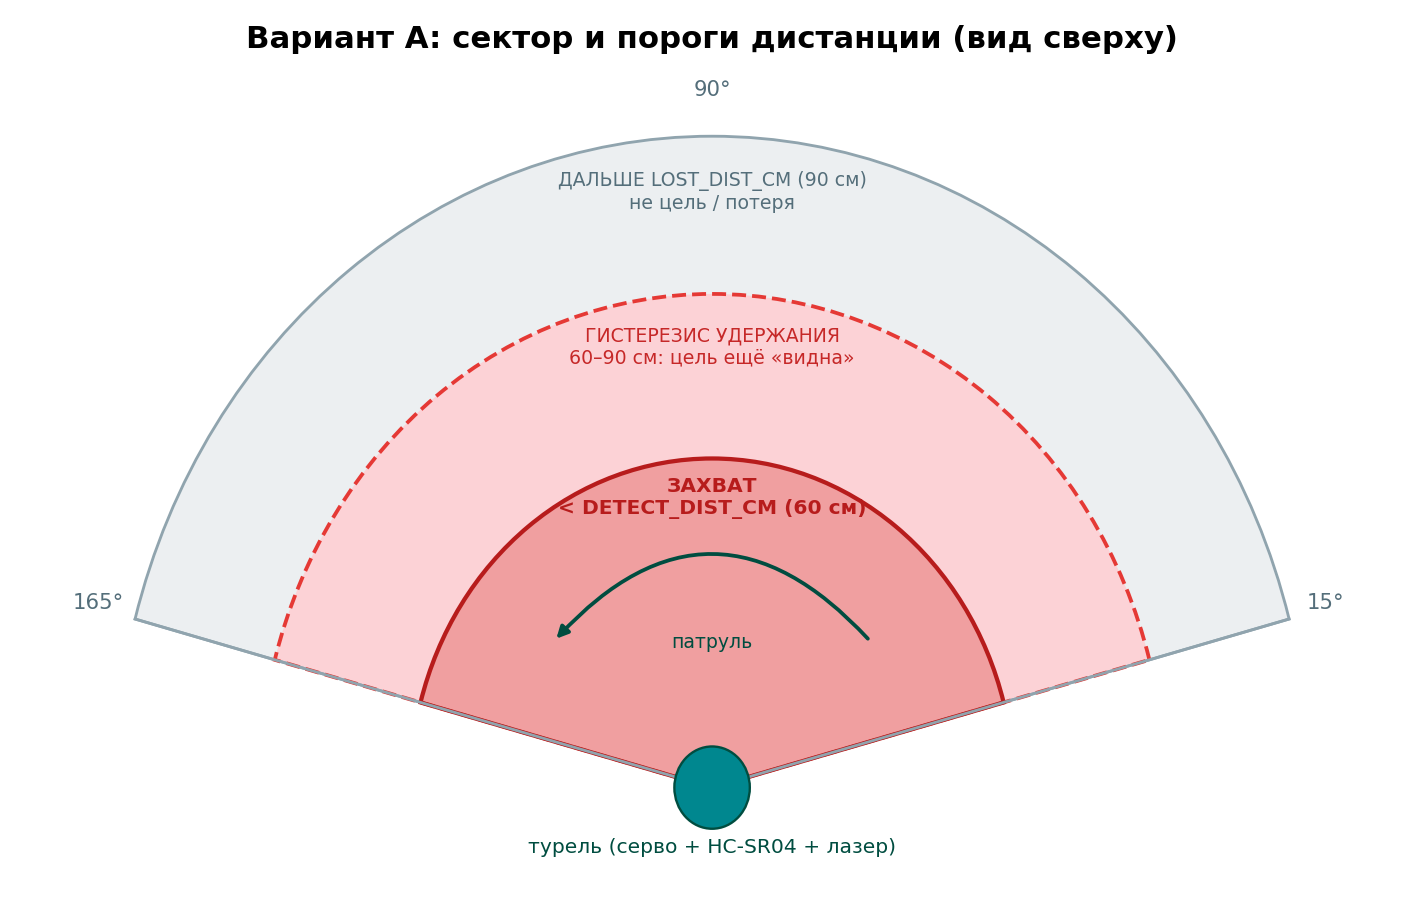 Вариант A: сектор и пороги дистанции (вид сверху)
90°
ДАЛЬШЕ LOST_DIST_CM (90 см)
не цель / потеря
ГИСТЕРЕЗИС УДЕРЖАНИЯ
60–90 см: цель ещё «видна»
ЗАХВАТ
< DETECT_DIST_CM (60 см)
165°
15°
патруль
турель (серво + HC-SR04 + лазер)